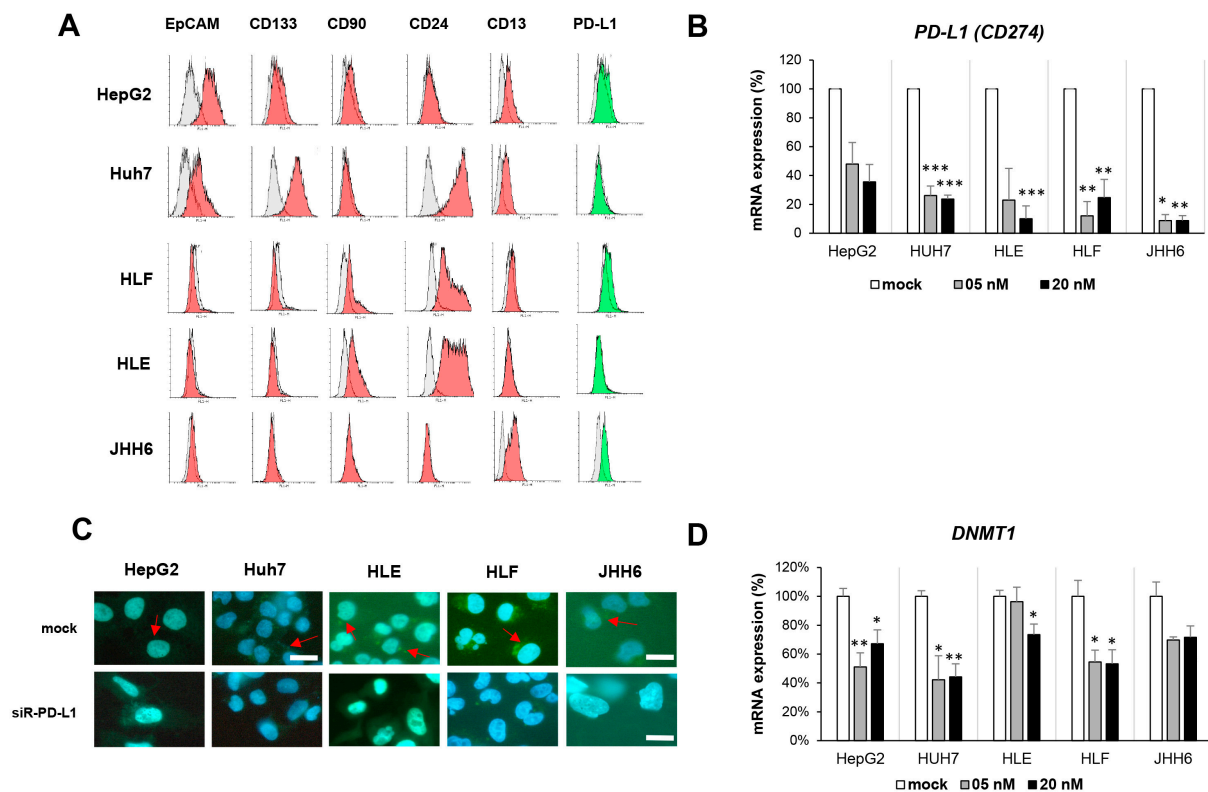 A
EpCAM CD133 CD90 CD24 CD13 PD-L1
HepG2
Huh7
HLF
HLE
JHH6
B
PD-L1 (CD274)
mRNA expression (%)
120
100
80
60
40
20
0
*** *** *** ** ** * **
HepG2 HUH7 HLE HLF JHH6
mock 05 nM 20 nM
C
HepG2 Huh7 HLE HLF JHH6
mock
siR-PD-L1
D
DNMT1
mRNA expression (%)
120%
100%
80%
60%
40%
20%
0%
** * * ** * * *
HepG2 HUH7 HLE HLF JHH6
mock 05 nM 20 nM